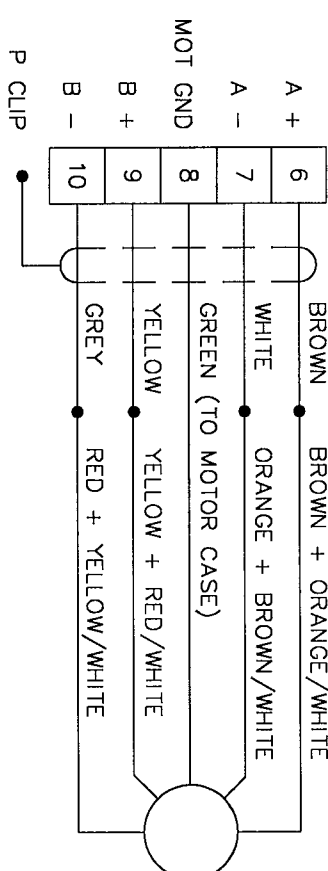 A + 6 BROWN BROWN + ORANGE/WHITE
A - 7 WHITE ORANGE + BROWN/WHITE
MOT GND 8 GREEN (TO MOTOR CASE)
B + 9 YELLOW YELLOW + RED/WHITE
B - 10 GREY RED + YELLOW/WHITE
P CLIP